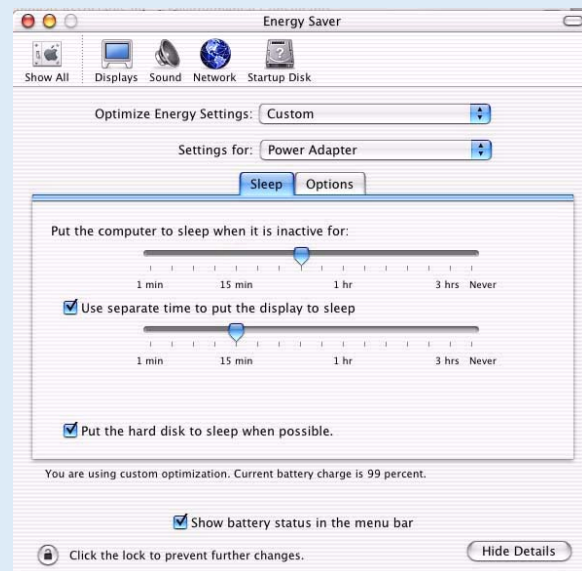 Energy Saver
Show All Displays Sound Network Startup Disk
Optimize Energy Settings: Custom
Settings for: Power Adapter
Sleep Options
Put the computer to sleep when it is inactive for:
1 min 15 min 1 hr 3 hrs Never
Use separate time to put the display to sleep
1 min 15 min 1 hr 3 hrs Never
Put the hard disk to sleep when possible.
You are using custom optimization. Current battery charge is 99 percent.
Show battery status in the menu bar
Click the lock to prevent further changes.
Hide Details